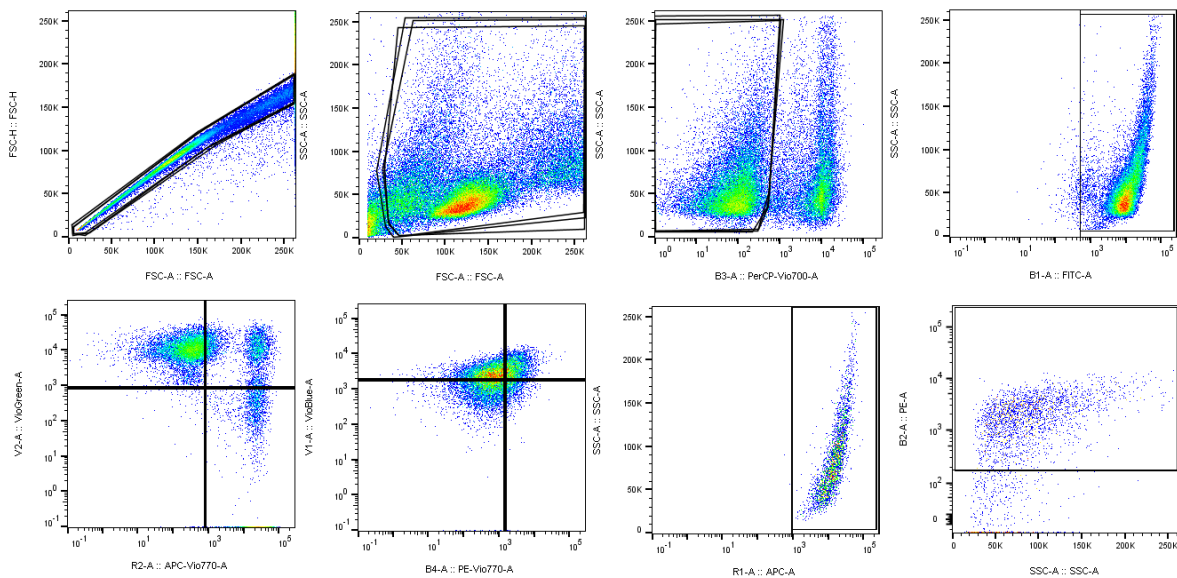 250K
200K
150K
100K
50K
0
0 50K 100K 150K 200K 250K
FSC-H :: FSC-H
FSC-A :: FSC-A
250K
200K
150K
100K
50K
0
0 50K 100K 150K 200K 250K
SSC-A :: SSC-A
FSC-A :: FSC-A
250K
200K
150K
100K
50K
0
0 10^1 10^2 10^3 10^4 10^5
SSC-A :: SSC-A
B3-A :: PerCP-Vio700-A
250K
200K
150K
100K
50K
0
10^-1 10^1 10^3 10^5
SSC-A :: SSC-A
B1-A :: FITC-A
10^5
10^4
10^3
10^2
10^1
10^0
10^-1
10^-1 10^1 10^3 10^5
V2-A :: VioGreen-A
R2-A :: APC-Vio770-A
10^5
10^4
10^3
10^2
10^1
10^0
10^-1
10^-1 10^1 10^3 10^5
V1-A :: VioBlue-A
B4-A :: PE-Vio770-A
250K
200K
150K
100K
50K
0
10^-1 10^1 10^3 10^5
SSC-A :: SSC-A
R1-A :: APC-A
10^5
10^4
10^3
10^2
0
0 50K 100K 150K 200K 250K
B2-A :: PE-A
SSC-A :: SSC-A